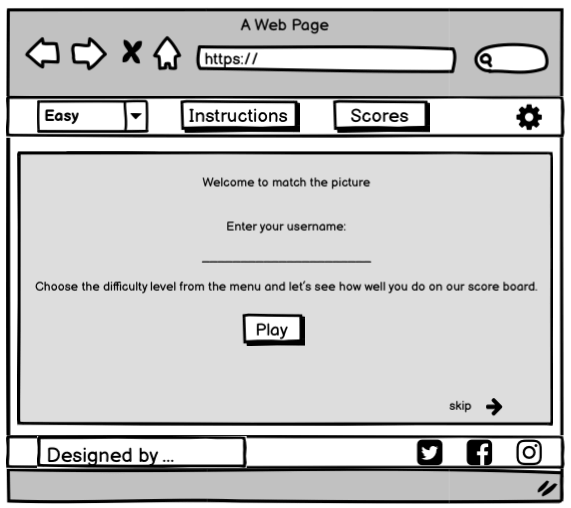 A Web Page
https://
Easy
Instructions
Scores
Welcome to match the picture
Enter your username:
Choose the difficulty level from the menu and let's see how well you do on our score board.
Play
skip
Designed by ...